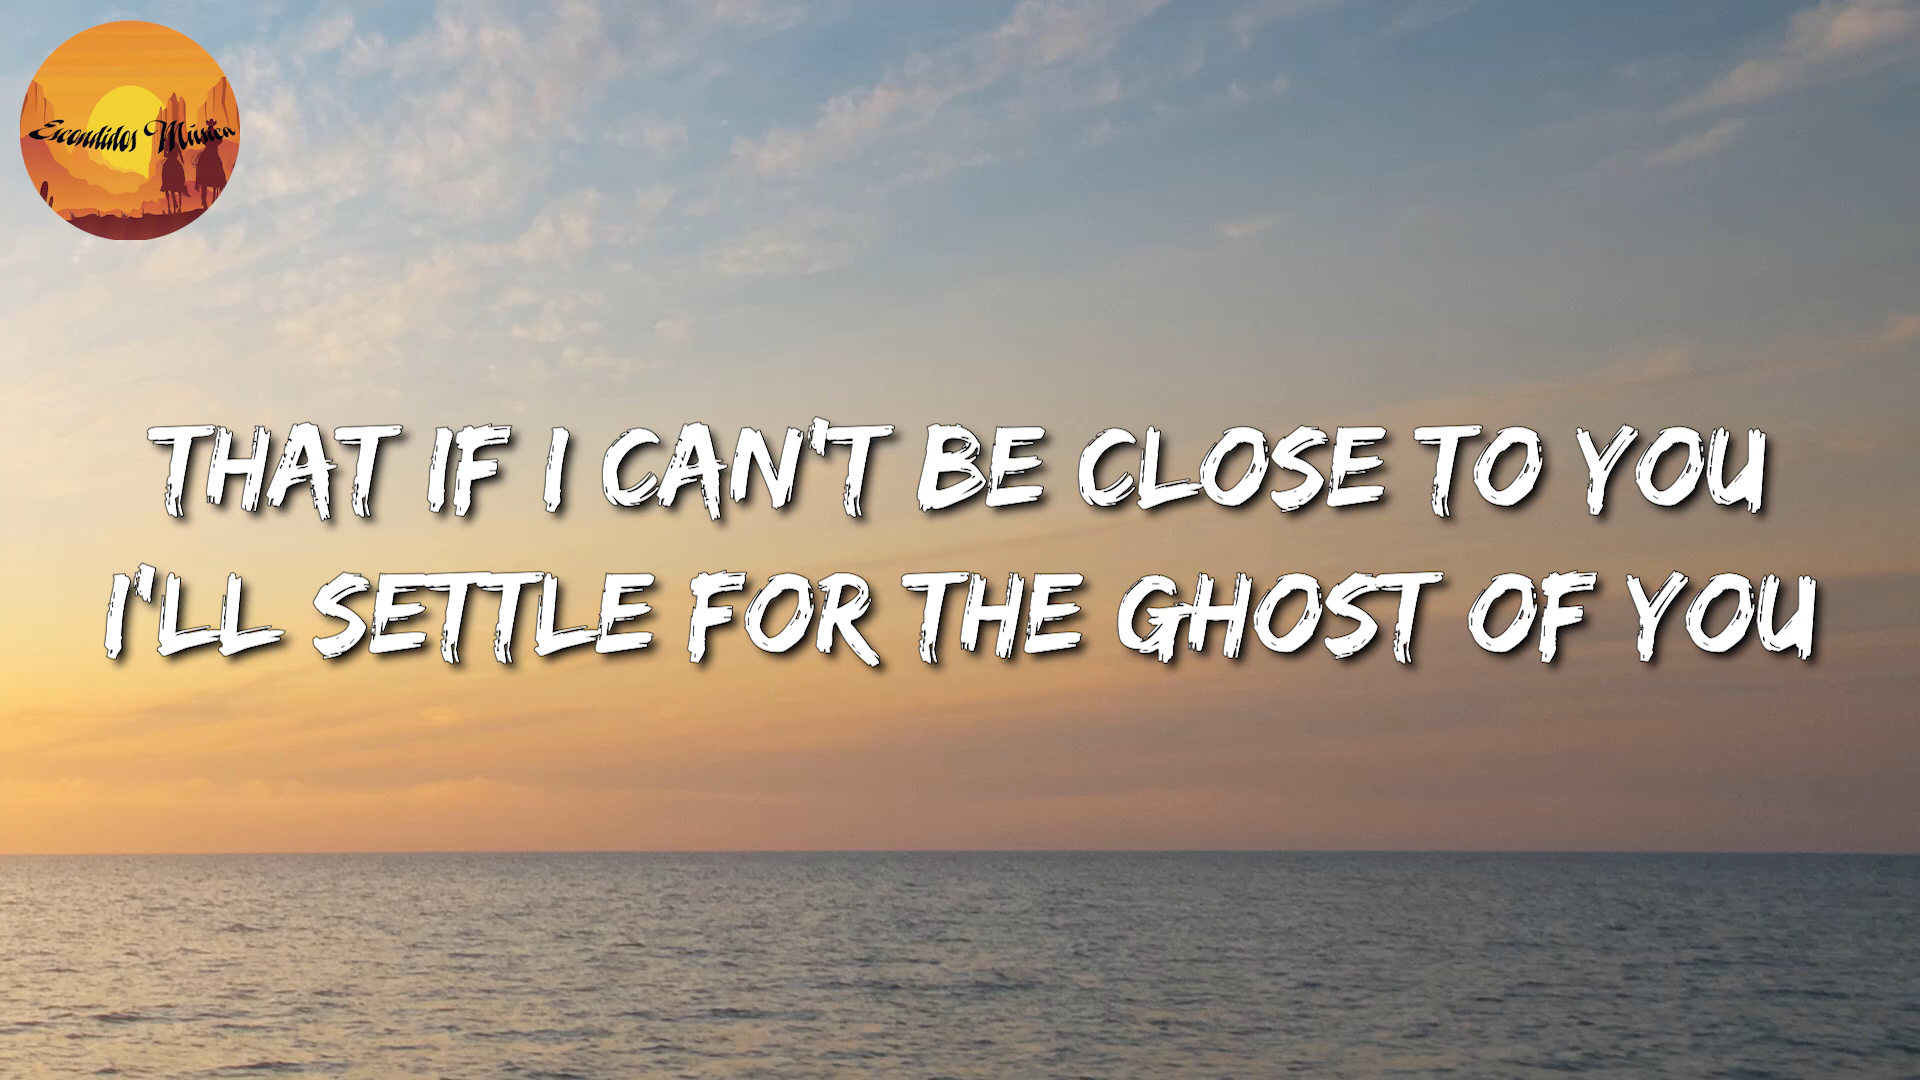 Escondidos Música
THAT IF I CAN'T BE CLOSE TO YOU
I'LL SETTLE FOR THE GHOST OF YOU